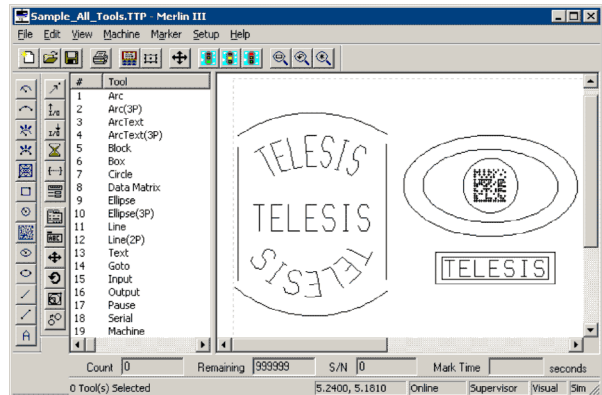 Sample_All_Tools.TTP - Merlin III
File Edit View Machine Marker Setup Help
# Tool
1 Arc
2 Arc(3P)
3 ArcText
4 ArcText(3P)
5 Block
6 Box
7 Circle
8 Data Matrix
9 Ellipse
10 Ellipse(3P)
11 Line
12 Line(2P)
13 Text
14 Goto
15 Input
16 Output
17 Pause
18 Serial
19 Machine
I/O
ABC
A
TELESIS
TELESIS
TELESIS
TELESIS
Count 0 Remaining 999999 S/N 0 Mark Time seconds
0 Tool(s) Selected 5.2400, 5.1810 Online Supervisor Visual Sim